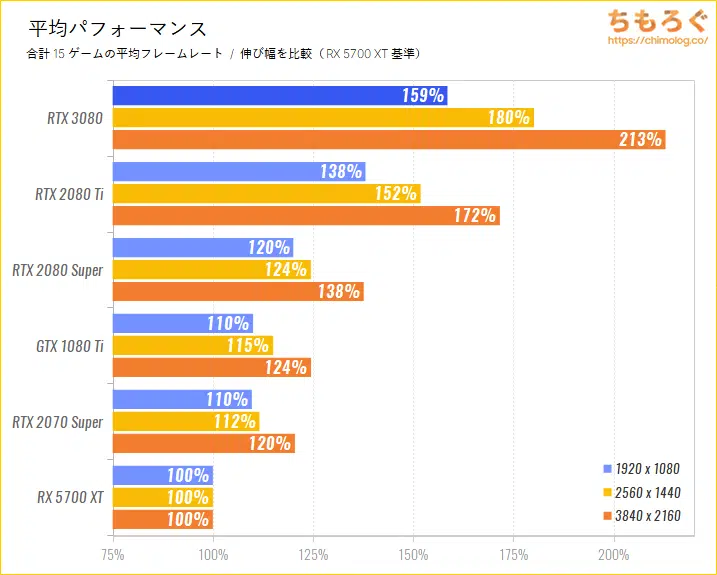 平均パフォーマンス
ちもろぐ
https://chimolog.co/
合計 15 ゲームの平均フレームレート / 伸び幅を比較（RX 5700 XT 基準）
RTX 3080
159%
180%
213%
RTX 2080 Ti
138%
152%
172%
RTX 2080 Super
120%
124%
138%
GTX 1080 Ti
110%
115%
124%
RTX 2070 Super
110%
112%
120%
RX 5700 XT
100%
100%
100%
1920 x 1080
2560 x 1440
3840 x 2160
75%
100%
125%
150%
175%
200%